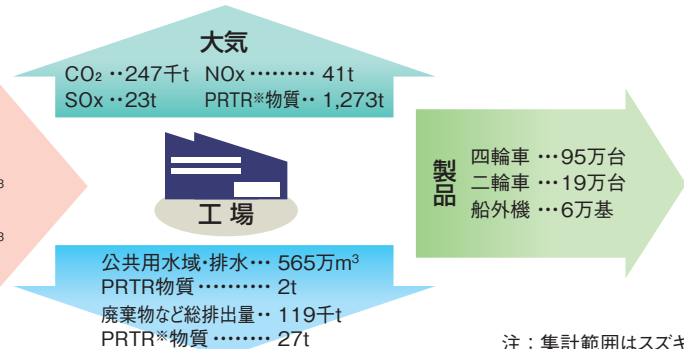 大気
CO₂ ‥247千t NOx ……… 41t
SOx ‥23t PRTR※物質‥ 1,273t
3
3
工場
製品
四輪車 …95万台
二輪車 …19万台
船外機 …6万基
公共用水域・排水… 565万m³
PRTR物質 ………… 2t
廃棄物など総排出量‥ 119千t
PRTR※物質 ……… 27t
注：集計範囲はスズキ